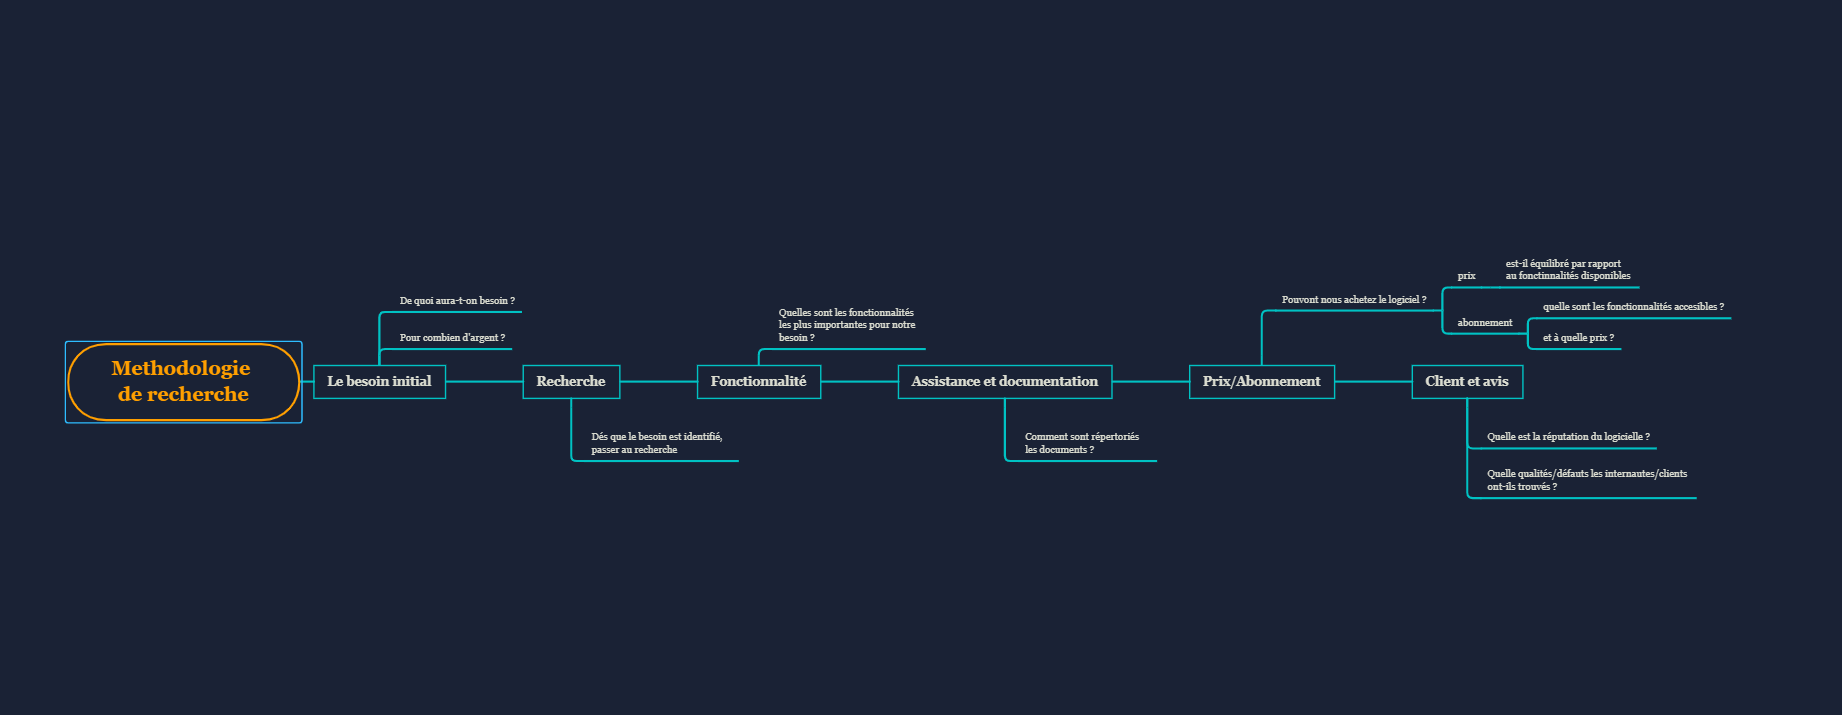 Methodologie
de recherche
Le besoin initial
De quoi aura-t-on besoin ?
Pour combien d'argent ?
Recherche
Dés que le besoin est identifié,
passer au recherche
Fonctionnalité
Quelles sont les fonctionnalités
les plus importantes pour notre
besoin ?
Assistance et documentation
Comment sont répertoriés
les documents ?
Prix/Abonnement
Pouvont nous achetez le logiciel ?
prix
est-il équilibré par rapport
au fonctinnalités disponibles
abonnement
quelle sont les fonctionnalités accesibles ?
et à quelle prix ?
Client et avis
Quelle est la réputation du logicielle ?
Quelle qualités/défauts les internautes/clients
ont-ils trouvés ?